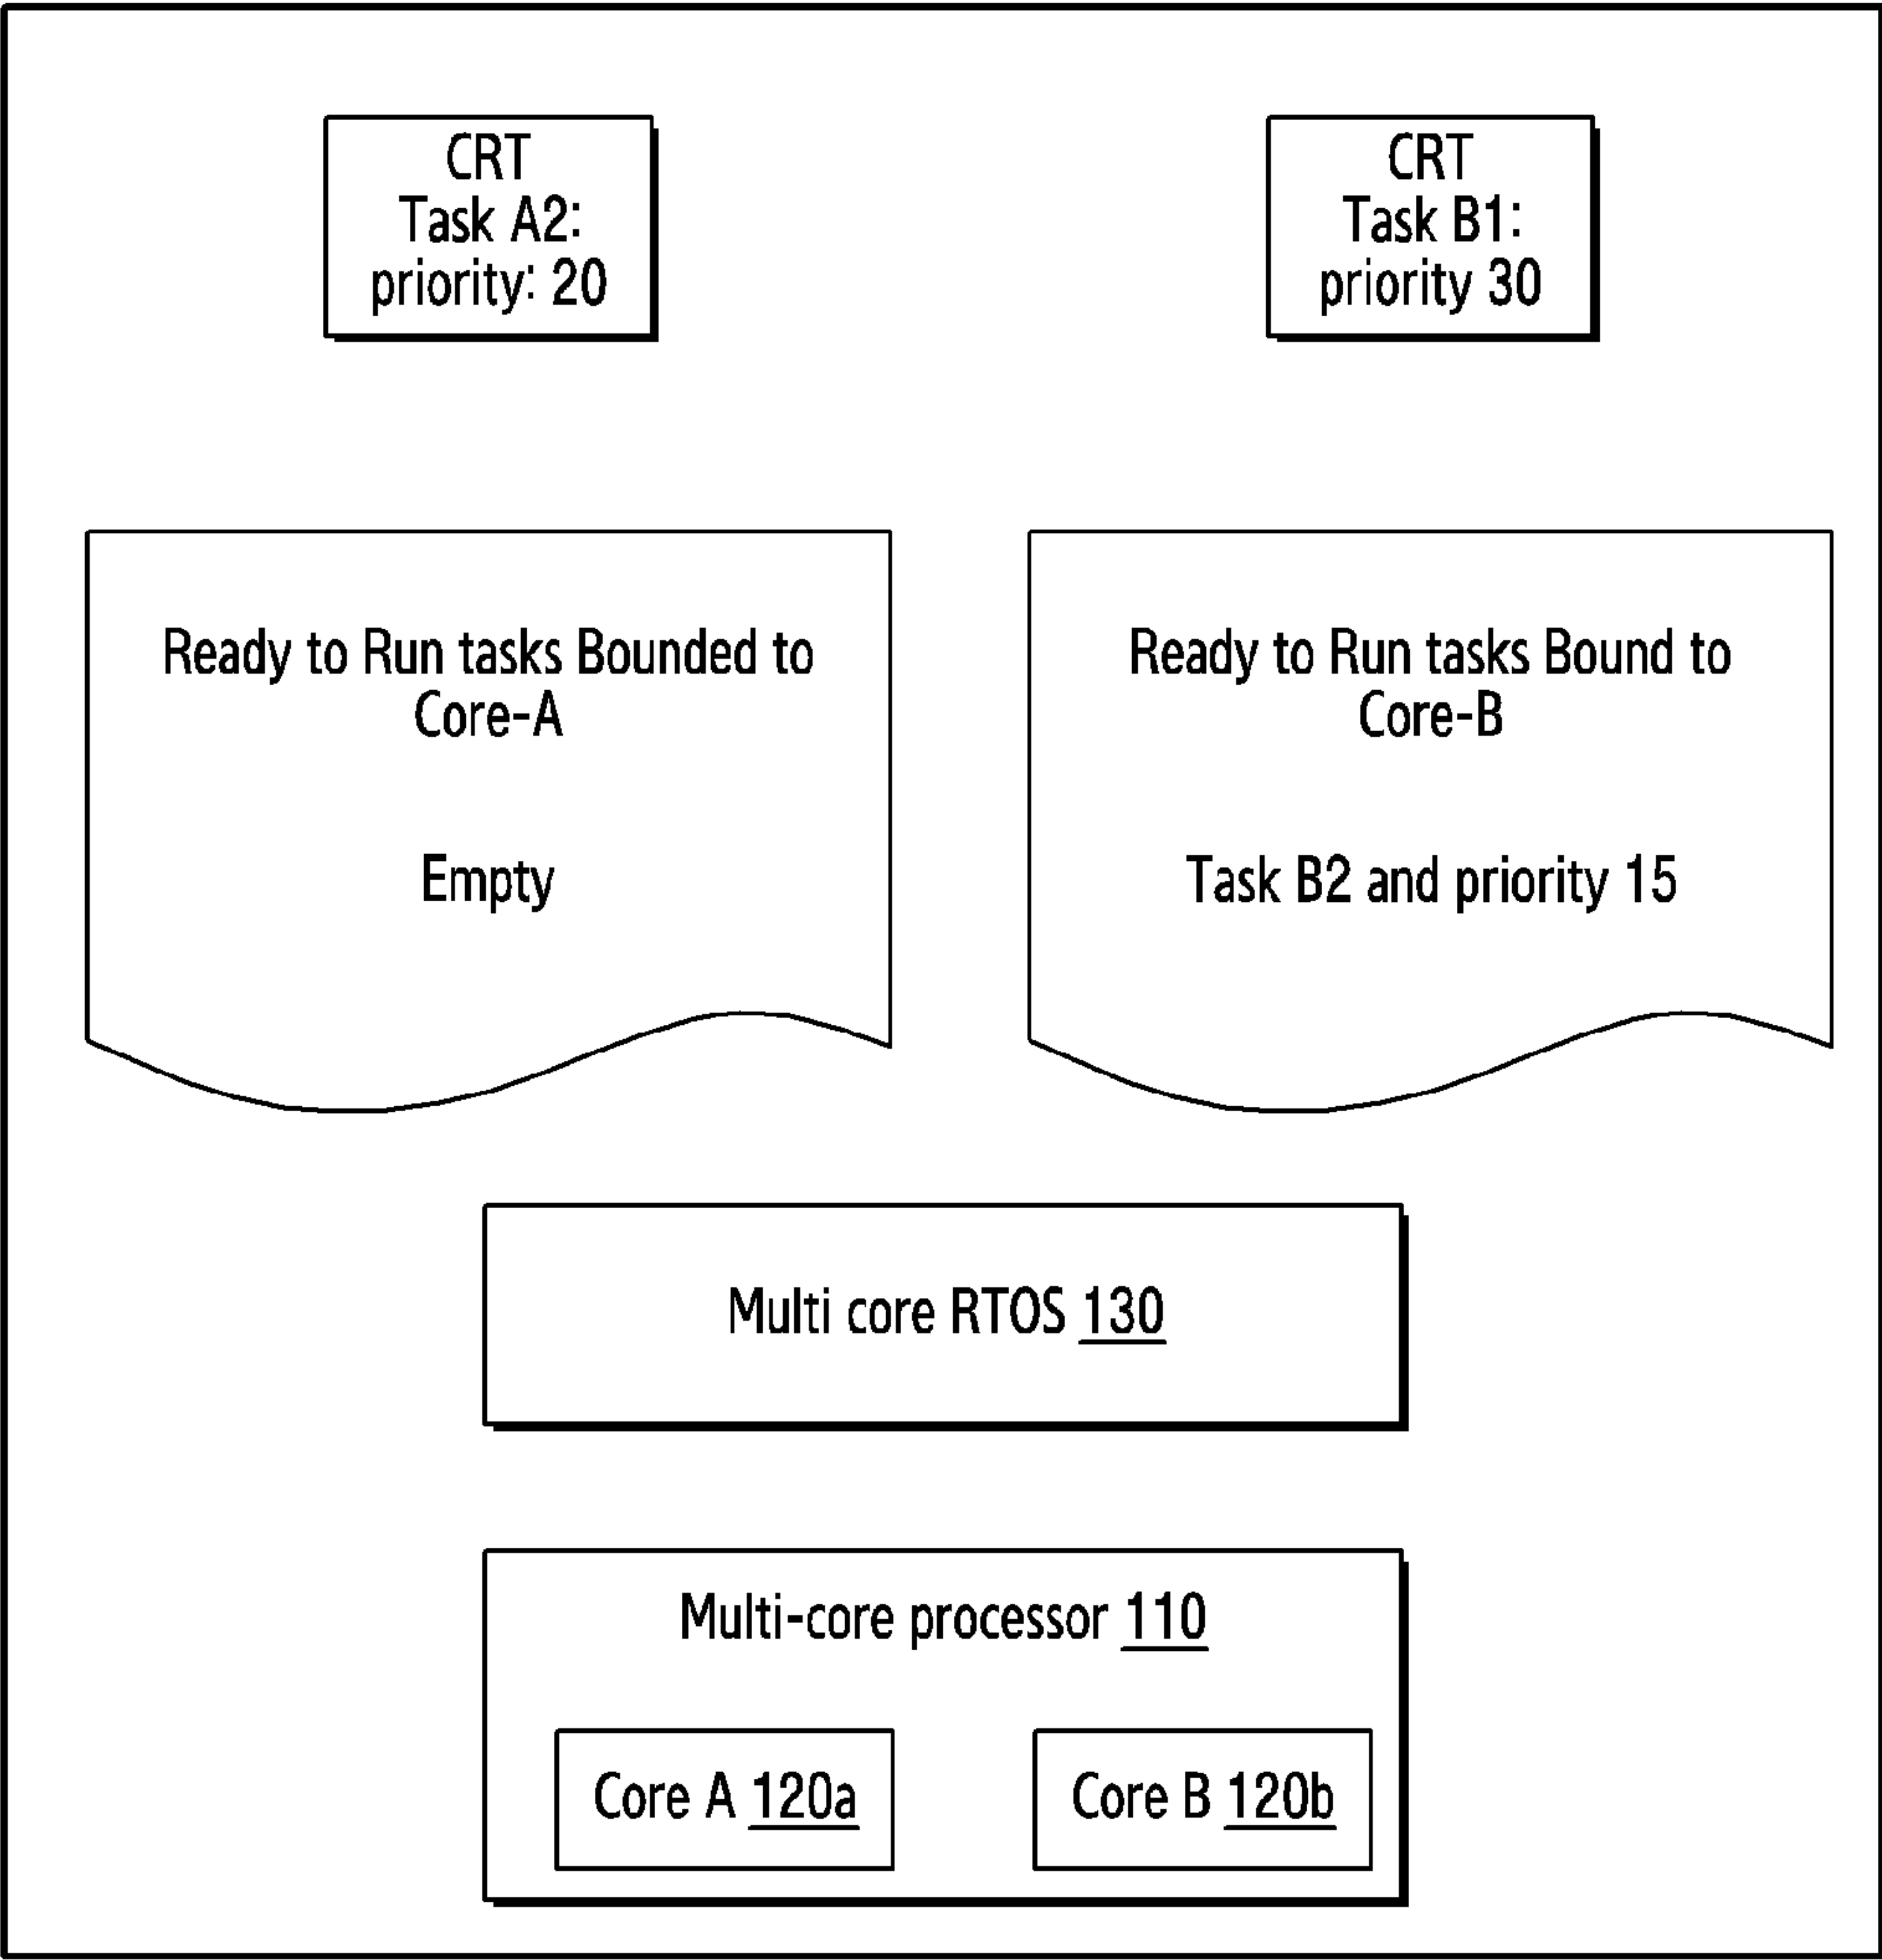 CRT
Task A2:
priority: 20
CRT
Task B1:
priority 30
Ready to Run tasks Bounded to
Core-A
Empty
Ready to Run tasks Bound to
Core-B
Task B2 and priority 15
Multi core RTOS 130
Multi-core processor 110
Core A 120a
Core B 120b